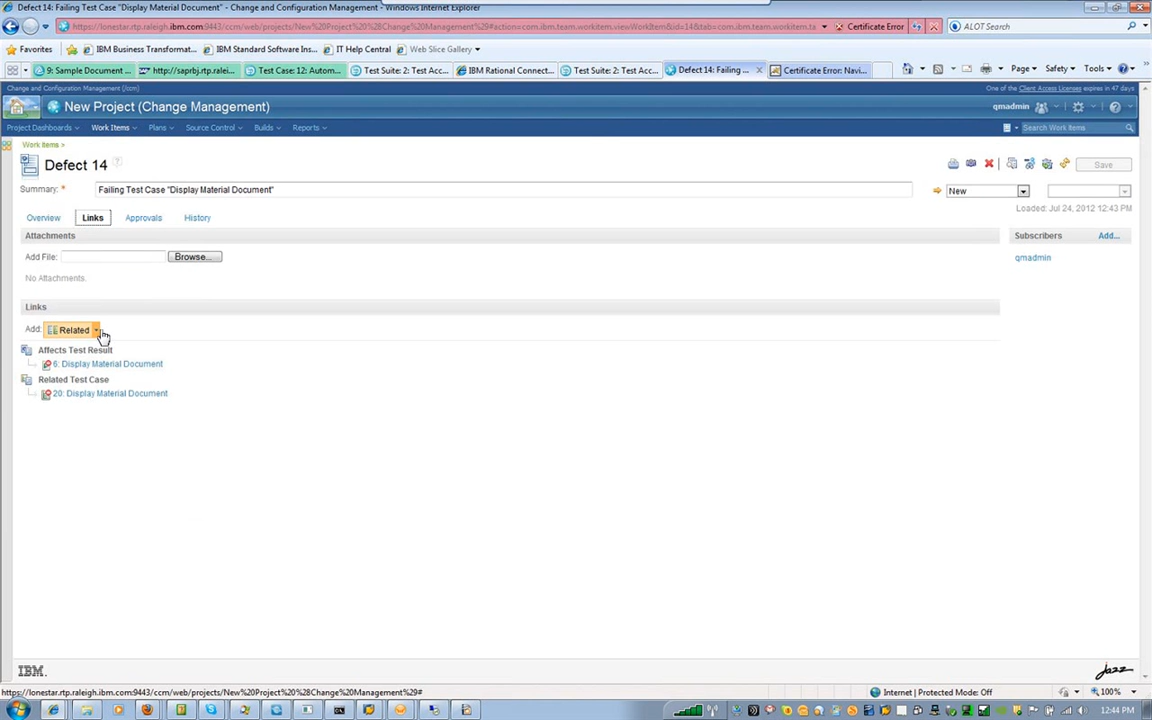 Defect 14: Failing Test Case "Display Material Document" - Change and Configuration Management - Windows Internet Explorer
https://lonestar.rtp.raleigh.ibm.com:9443/ccm/web/projects/New%20Project%20%28Change%20Management%29#action=com.ibm.team.workitem.viewWorkItem&id=14&tab=com.ibm.team.workitem.ta
Certificate Error
ALOT Search
Favorites
IBM Business Transformat...
IBM Standard Software Ins...
IT Help Central
Web Slice Gallery
9: Sample Document ...
http://saprbj.rtp.ralei...
Test Case: 12: Autom...
Test Suite: 2: Test Acc...
IBM Rational Connect...
Test Suite: 2: Test Acc...
Defect 14: Failing ...
Certificate Error: Navi...
Page
Safety
Tools
Change and Configuration Management (/ccm)
One of the Client Access Licenses expires in 47 days
New Project (Change Management)
qmadmin
Project Dashboards
Work Items
Plans
Source Control
Builds
Reports
Search Work Items
Work Items >
Defect 14
Save
Summary: *
Failing Test Case "Display Material Document"
New
Loaded: Jul 24, 2012 12:43 PM
Overview
Links
Approvals
History
Attachments
Subscribers
Add...
Add File:
Browse...
qmadmin
No Attachments.
Links
Add:
Related
Affects Test Result
6: Display Material Document
Related Test Case
20: Display Material Document
IBM.
jazz
https://lonestar.rtp.raleigh.ibm.com:9443/ccm/web/projects/New%20Project%20%28Change%20Management%29#
Internet | Protected Mode: Off
100%
12:44 PM